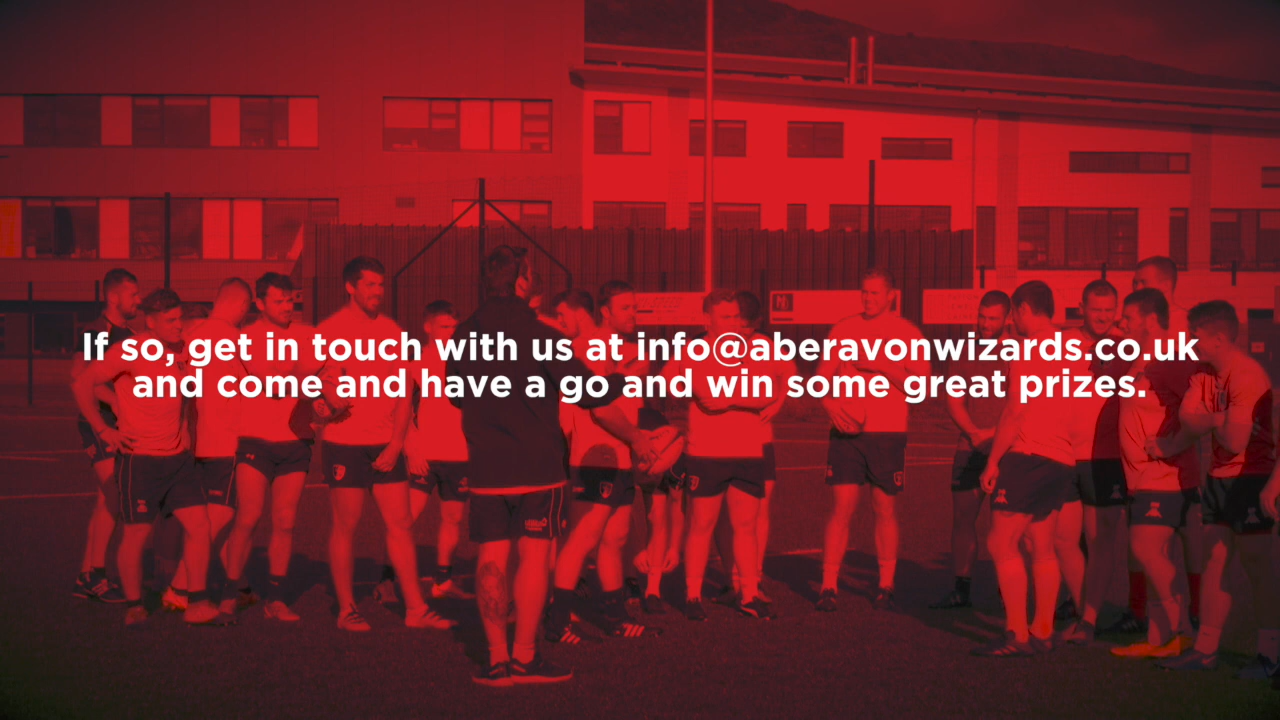 If so, get in touch with us at info@aberavonwizards.co.uk
and come and have a go and win some great prizes.